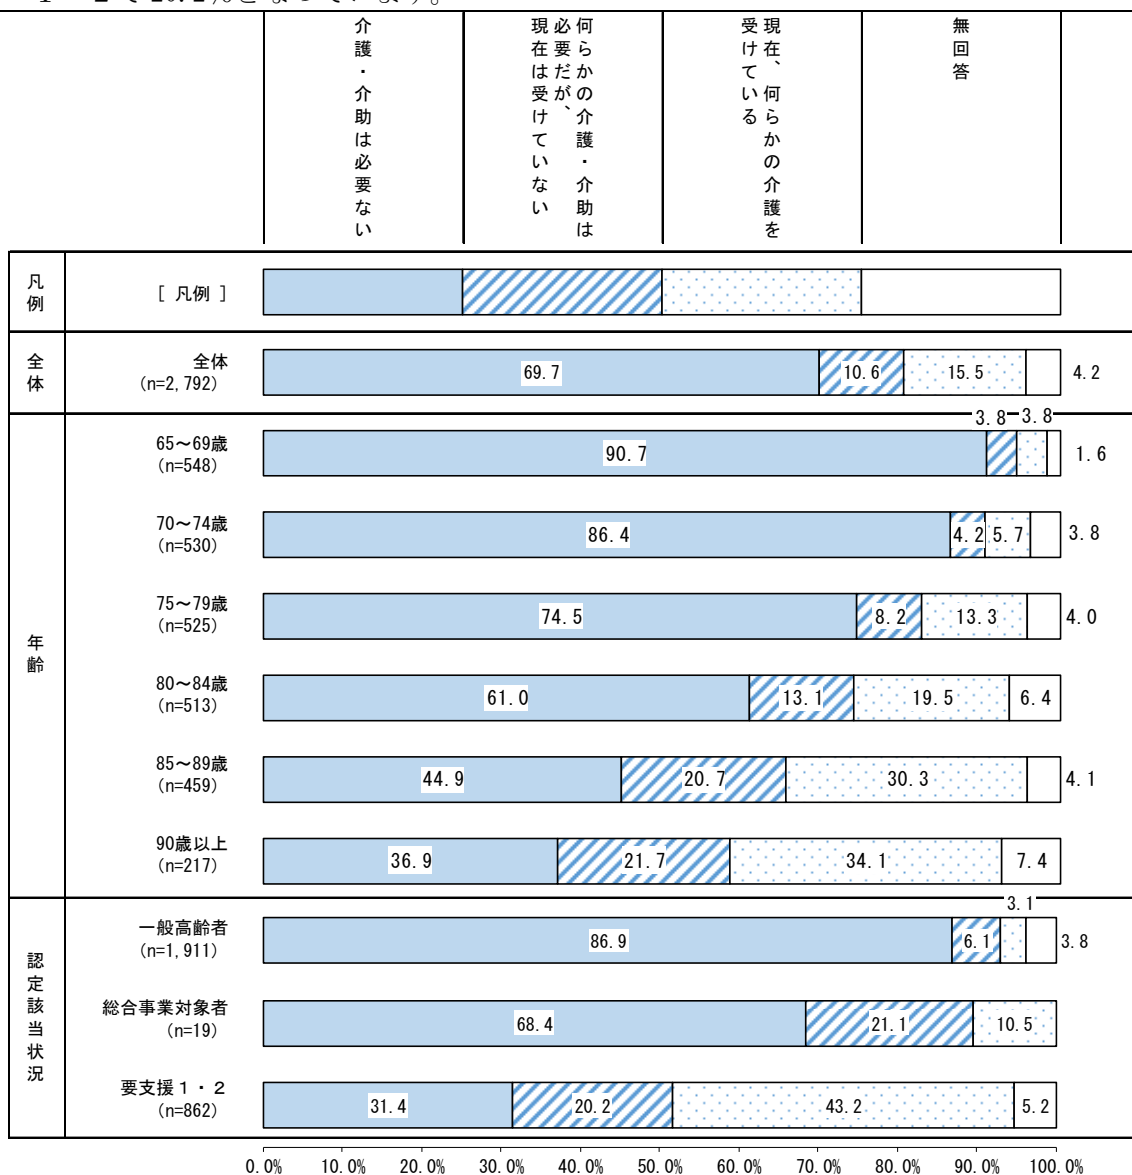 介護・介助は必要ない
何らかの介護・介助は
必要だが、
現在は受けていない
現在、何らかの介護を
受けている
無回答
凡例
[ 凡例 ]
全体
全体
(n=2,792)
69.7 10.6 15.5 4.2
年齢
65～69歳
(n=548)
90.7 3.8 3.8 1.6
70～74歳
(n=530)
86.4 4.2 5.7 3.8
75～79歳
(n=525)
74.5 8.2 13.3 4.0
80～84歳
(n=513)
61.0 13.1 19.5 6.4
85～89歳
(n=459)
44.9 20.7 30.3 4.1
90歳以上
(n=217)
36.9 21.7 34.1 7.4
認定該当状況
一般高齢者
(n=1,911)
86.9 6.1 3.1 3.8
総合事業対象者
(n=19)
68.4 21.1 10.5
要支援１・２
(n=862)
31.4 20.2 43.2 5.2
0.0% 10.0% 20.0% 30.0% 40.0% 50.0% 60.0% 70.0% 80.0% 90.0% 100.0%